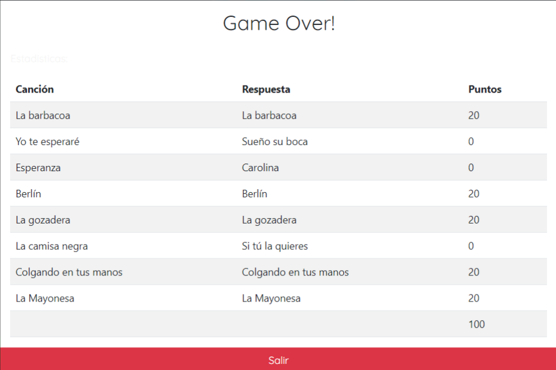 Game Over!
Canción Respuesta Puntos
La barbacoa La barbacoa 20
Yo te esperaré Sueño su boca 0
Esperanza Carolina 0
Berlín Berlín 20
La gozadera La gozadera 20
La camisa negra Si tú la quieres 0
Colgando en tus manos Colgando en tus manos 20
La Mayonesa La Mayonesa 20
100
Salir